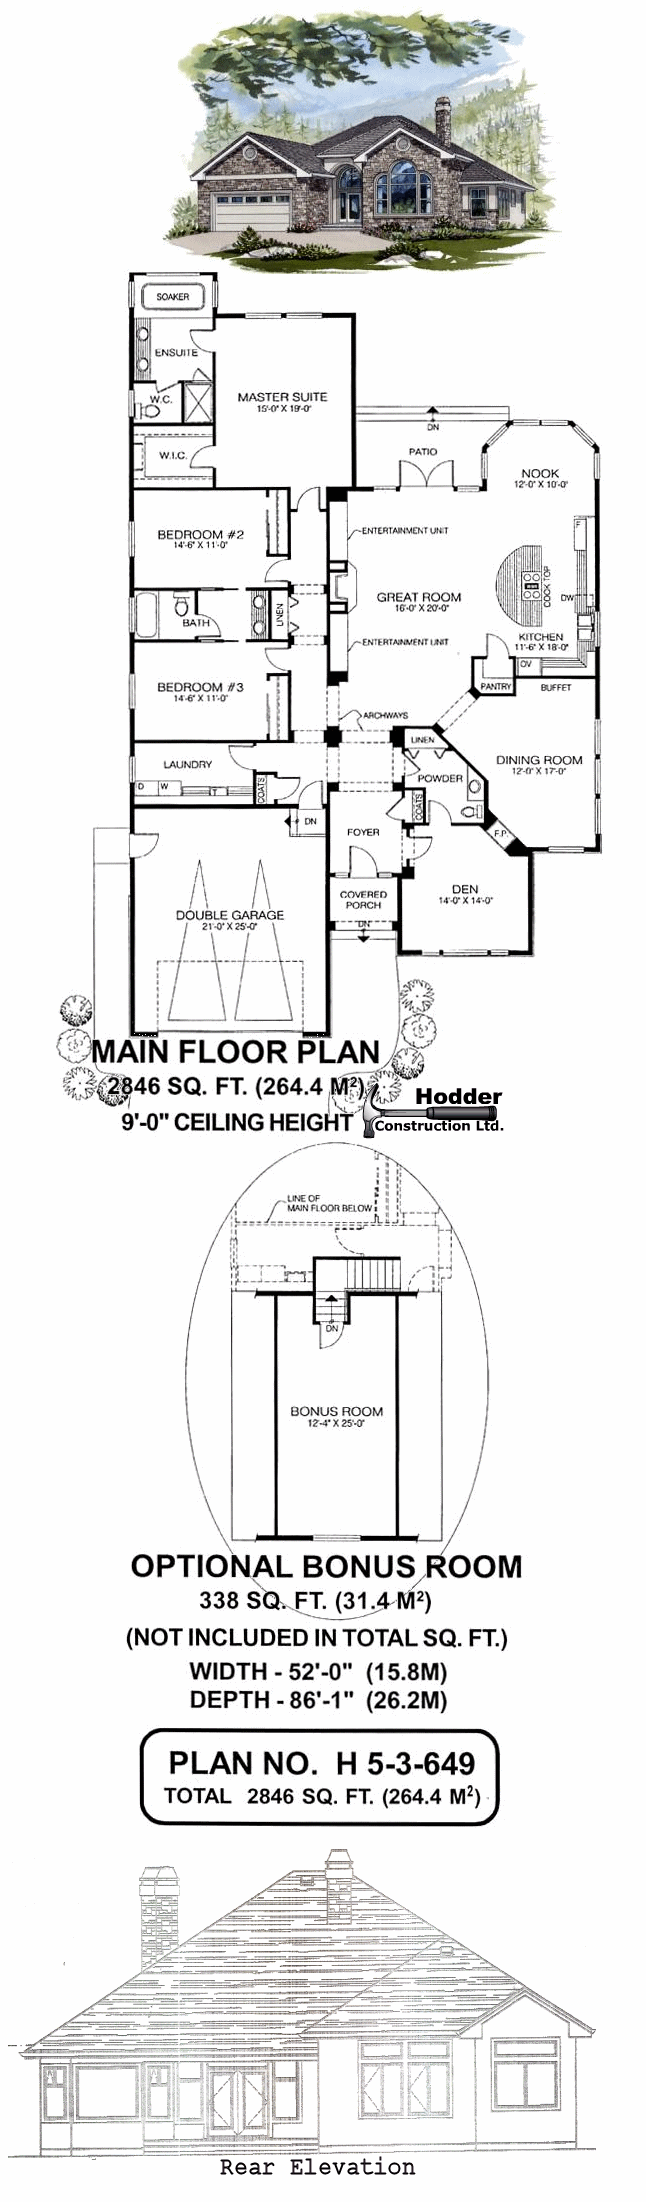 SOAKER
ENSUITE
W.C.
MASTER SUITE
15'-0" X 19'-0"
W.I.C.
DN
PATIO
NOOK
12'-0" X 10'-0"
BEDROOM #2
14'-6" X 11'-0"
ENTERTAINMENT UNIT
F
COOK TOP
DW
GREAT ROOM
16'-0" X 20'-0"
LINEN
BATH
KITCHEN
11'-6" X 18'-0"
ENTERTAINMENT UNIT
OV
BEDROOM #3
14'-6" X 11'-0"
PANTRY
BUFFET
ARCHWAYS
LINEN
LAUNDRY
POWDER
DINING ROOM
12'-0" X 17'-0"
D W
T
COATS
COATS
DN
FOYER
F.P.
COVERED
PORCH
DEN
14'-0" X 14'-0"
DOUBLE GARAGE
21'-0" X 25'-0"
DN
MAIN FLOOR PLAN
2846 SQ. FT. (264.4 M²)
9'-0" CEILING HEIGHT
Hodder
Construction Ltd.
LINE OF
MAIN FLOOR BELOW
DN
BONUS ROOM
12'-4" X 25'-0"
OPTIONAL BONUS ROOM
338 SQ. FT. (31.4 M²)
(NOT INCLUDED IN TOTAL SQ. FT.)
WIDTH - 52'-0" (15.8M)
DEPTH - 86'-1" (26.2M)
PLAN NO. H 5-3-649
TOTAL 2846 SQ. FT. (264.4 M²)
Rear Elevation